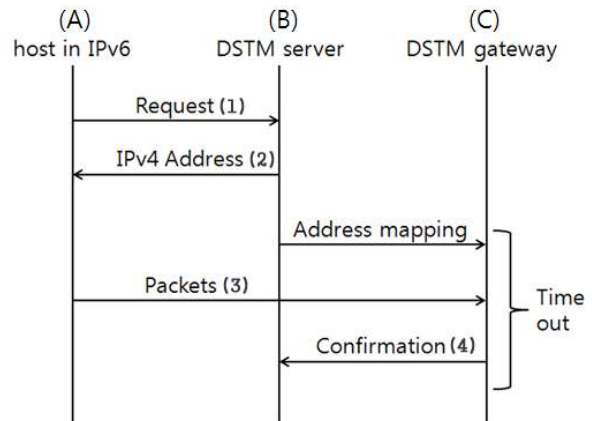 (A) (B) (C)
host in IPv6 DSTM server DSTM gateway
Request (1)
IPv4 Address (2)
Address mapping
Packets (3)
Time
out
Confirmation (4)